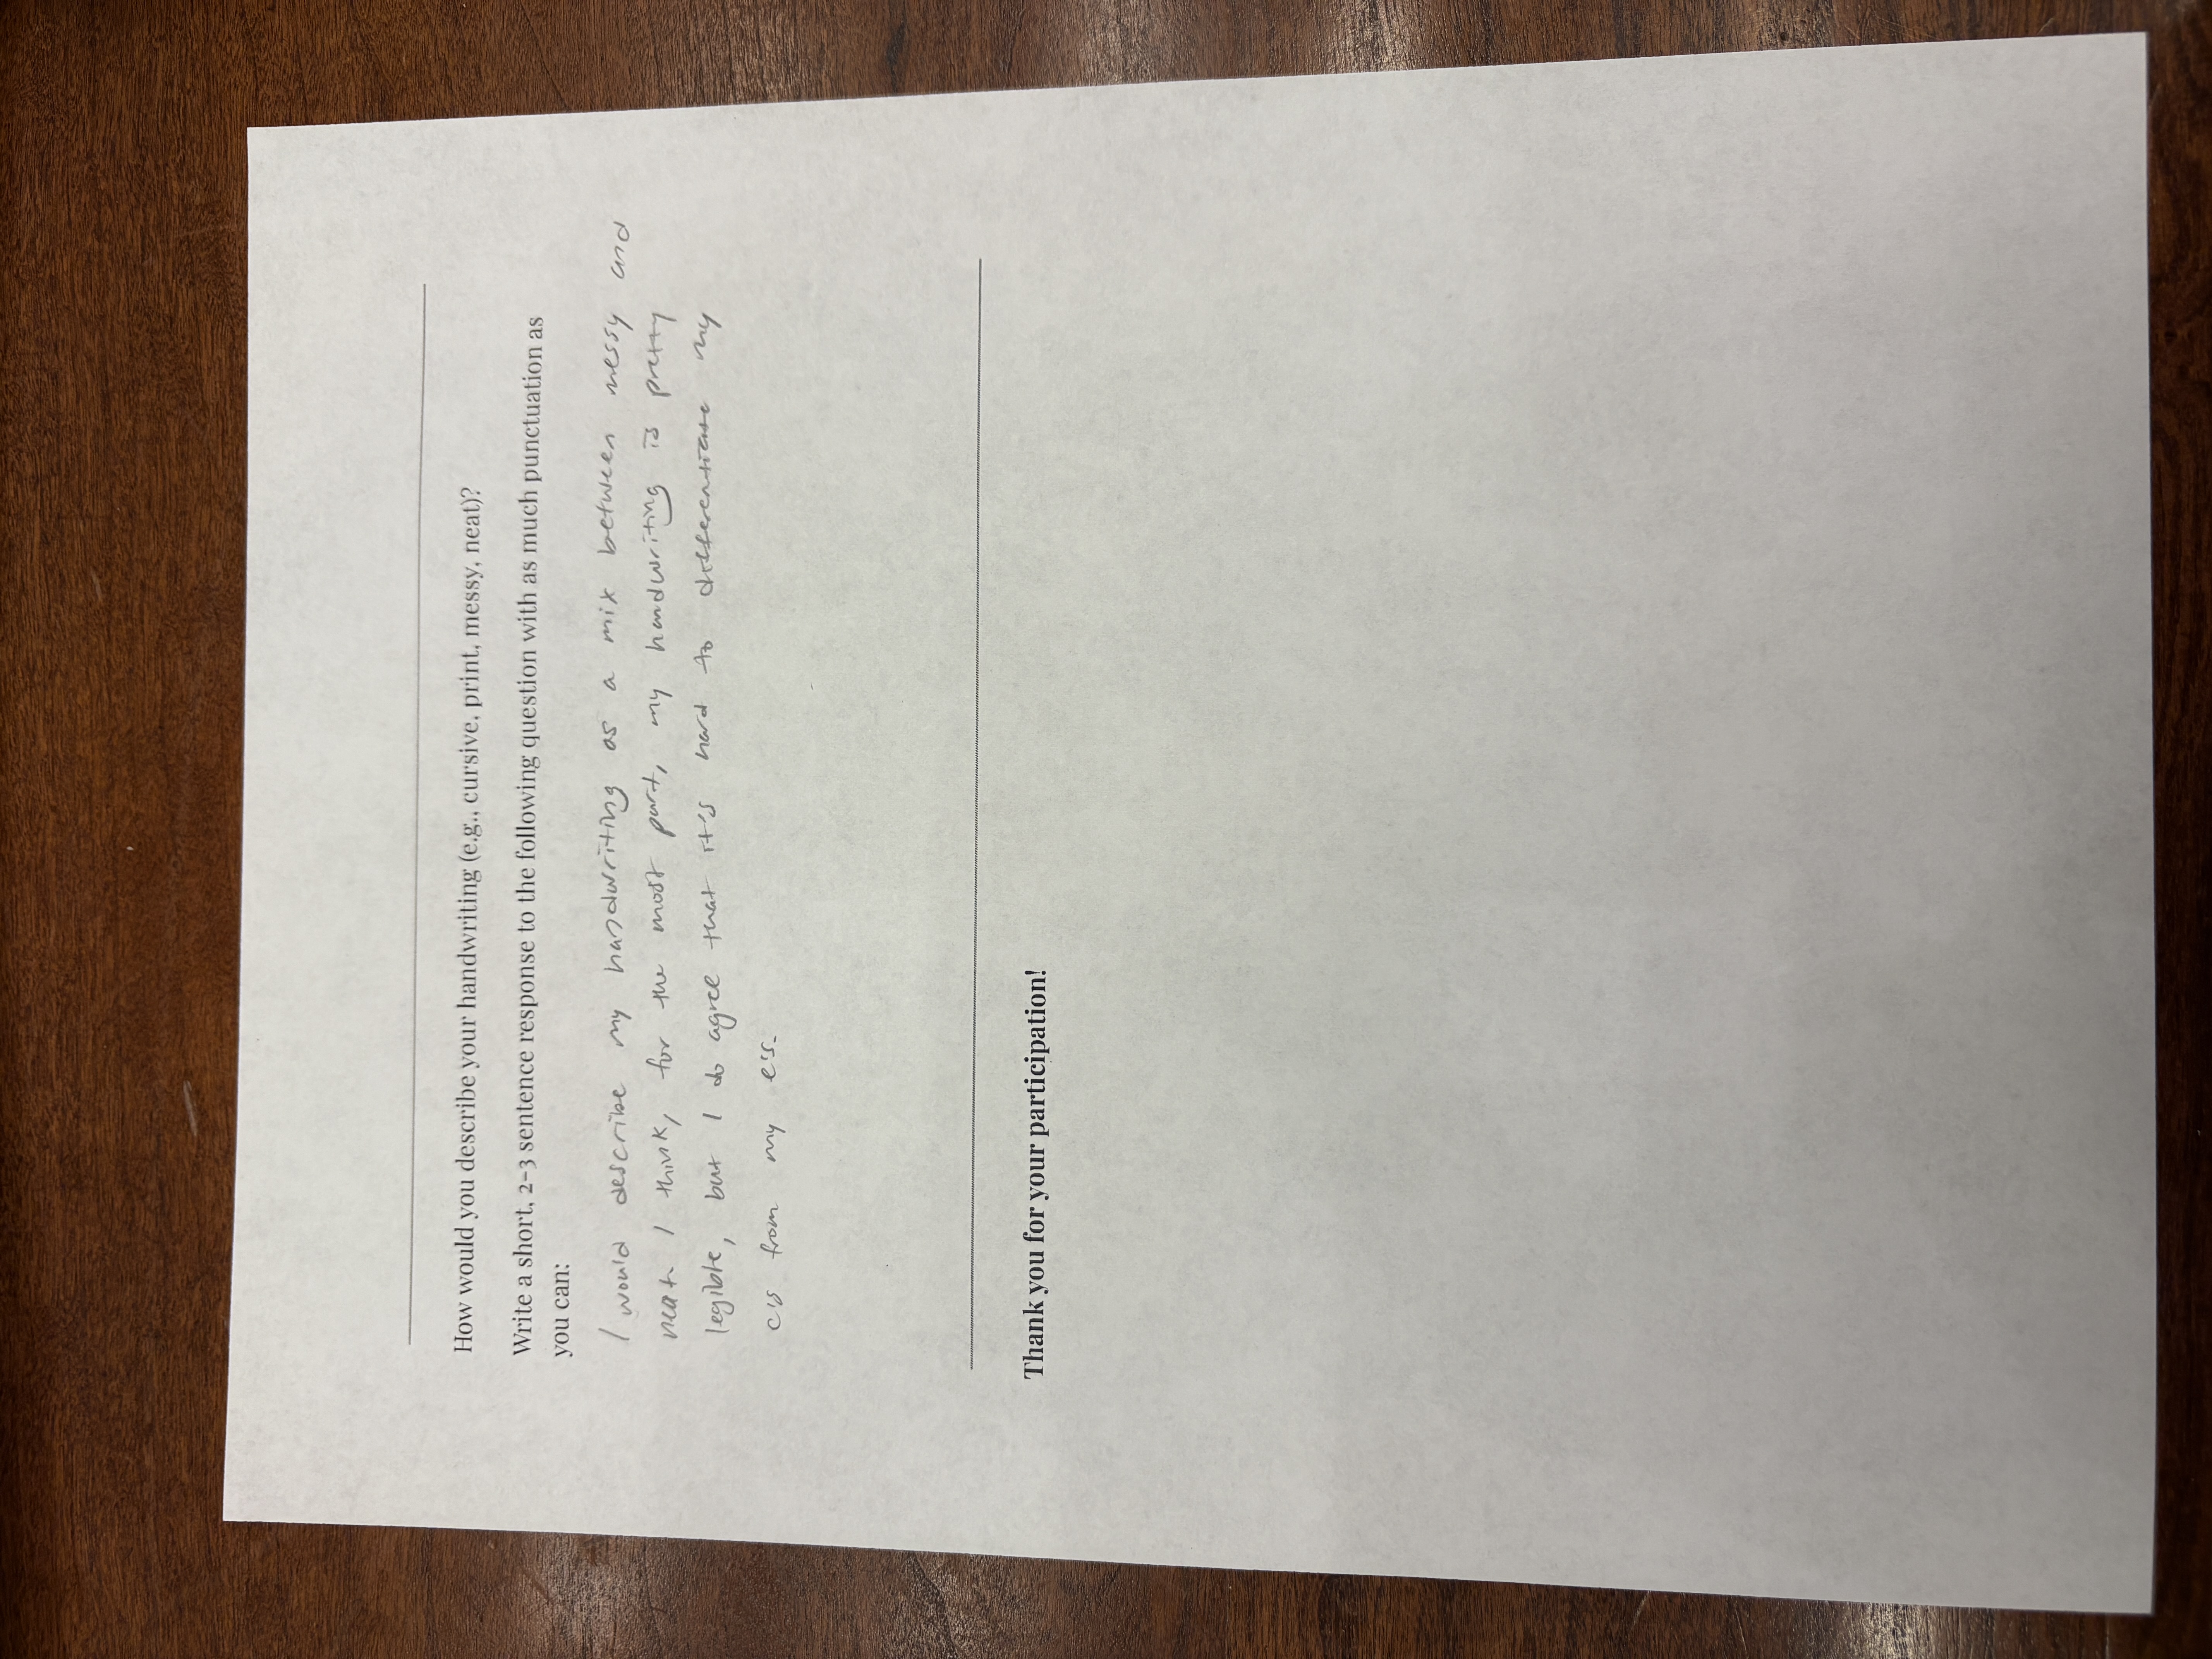 How would you describe your handwriting (e.g., cursive, print, messy, neat)?
Write a short, 2-3 sentence response to the following question with as much punctuation as
you can:
I would describe my handwriting as a mix between messy and
neat. I think, for the most part, my handwriting is pretty
legible, but I do agree that it's hard to differentiate my
c's from my e's.
Thank you for your participation!